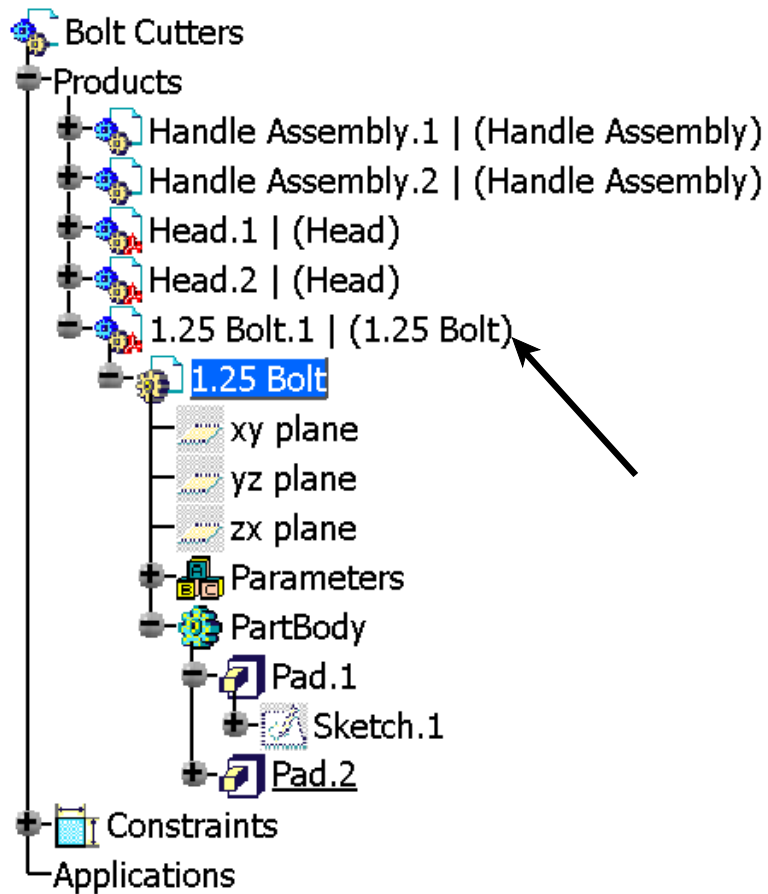 Bolt Cutters
Products
Handle Assembly.1 | (Handle Assembly)
Handle Assembly.2 | (Handle Assembly)
Head.1 | (Head)
Head.2 | (Head)
1.25 Bolt.1 | (1.25 Bolt)
1.25 Bolt
xy plane
yz plane
zx plane
A
B C
Parameters
PartBody
Pad.1
Sketch.1
Pad.2
Constraints
Applications